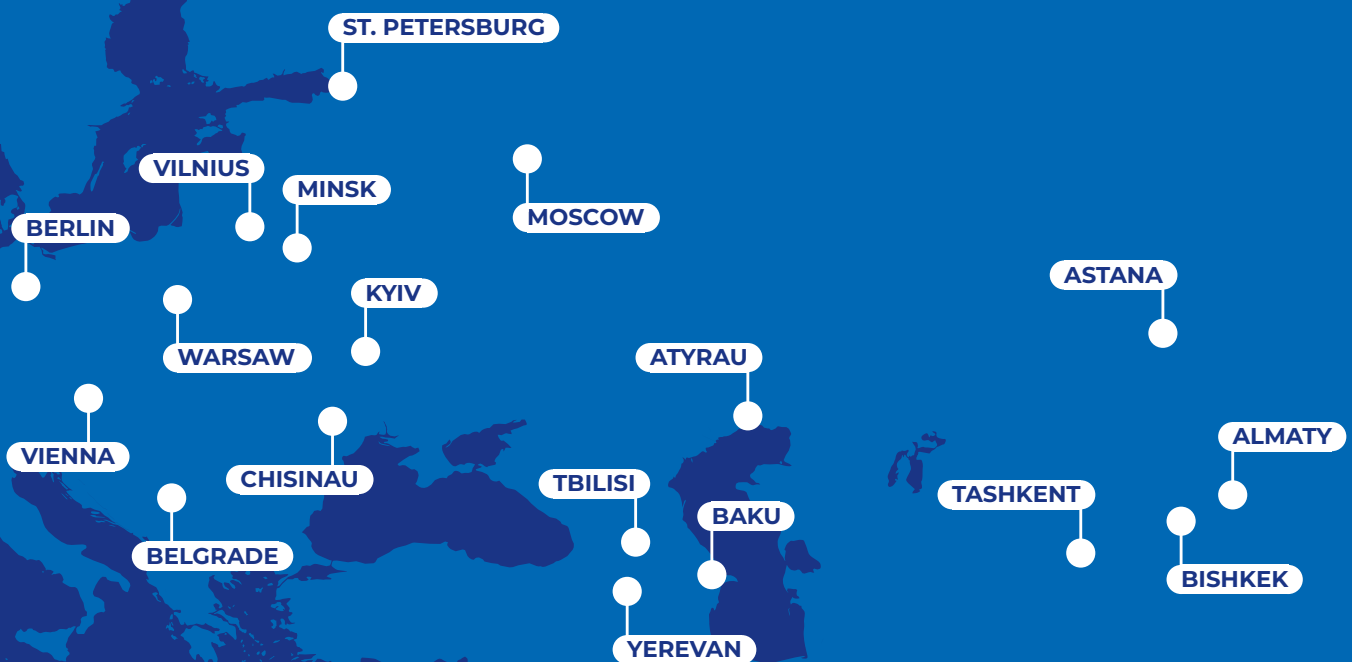 ST. PETERSBURG
VILNIUS
MINSK
MOSCOW
BERLIN
ASTANA
KYIV
WARSAW
ATYRAU
ALMATY
VIENNA
CHISINAU
TBILISI
TASHKENT
BAKU
BELGRADE
BISHKEK
YEREVAN